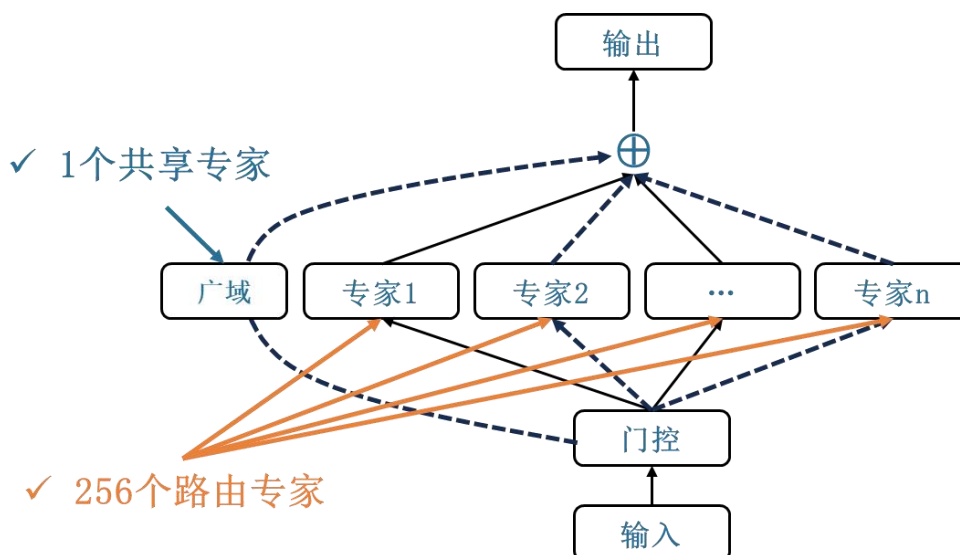 输出
✓ 1个共享专家
广域
专家1
专家2
…
专家n
门控
✓ 256个路由专家
输入